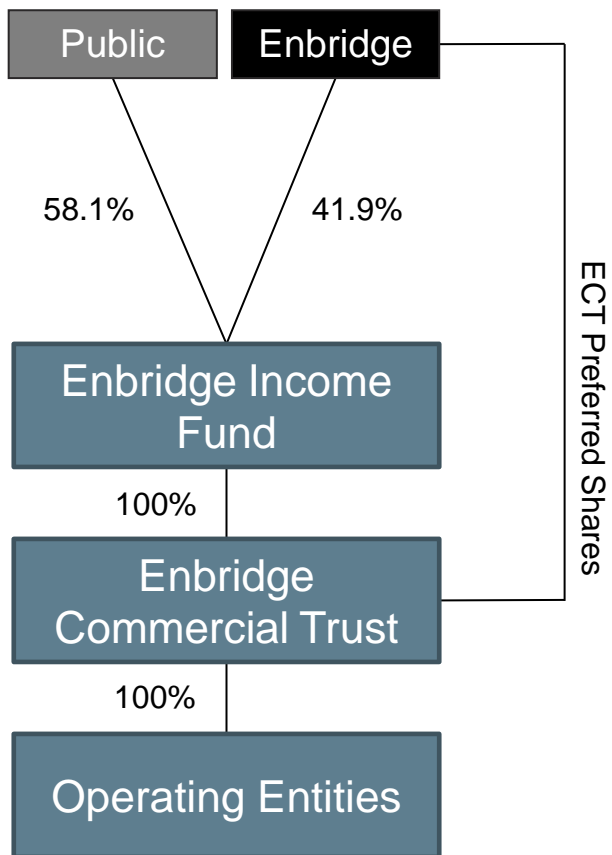 Public
Enbridge
58.1%
41.9%
ECT Preferred Shares
Enbridge Income
Fund
100%
Enbridge
Commercial Trust
100%
Operating Entities